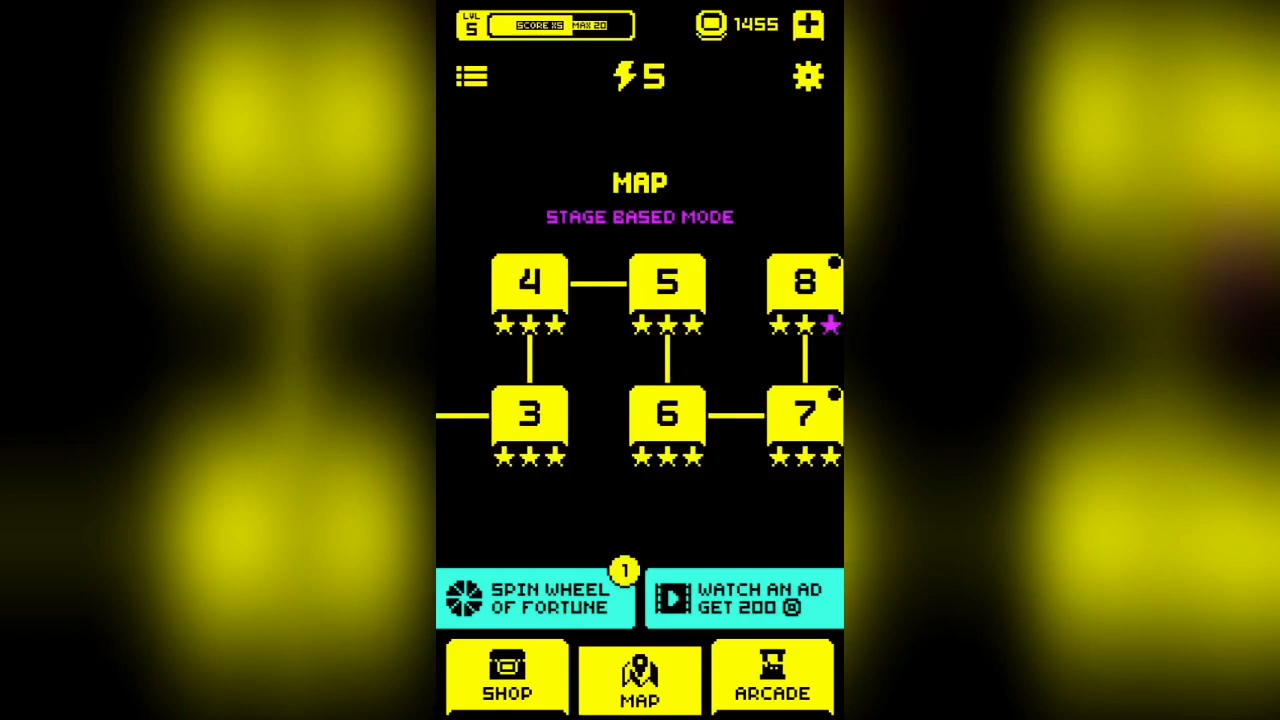 LVL
5
SCORE X5 MAX 20
1455
5
MAP
STAGE BASED MODE
4 5 8
3 6 7
1
SPIN WHEEL
OF FORTUNE
WATCH AN AD
GET 200
SHOP
MAP
ARCADE